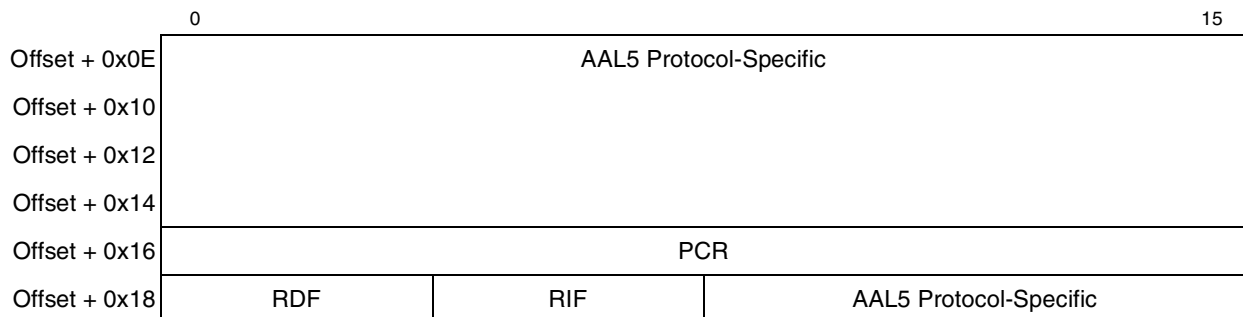 0 15
Offset + 0x0E AAL5 Protocol-Specific
Offset + 0x10
Offset + 0x12
Offset + 0x14
Offset + 0x16 PCR
Offset + 0x18 RDF RIF AAL5 Protocol-Specific